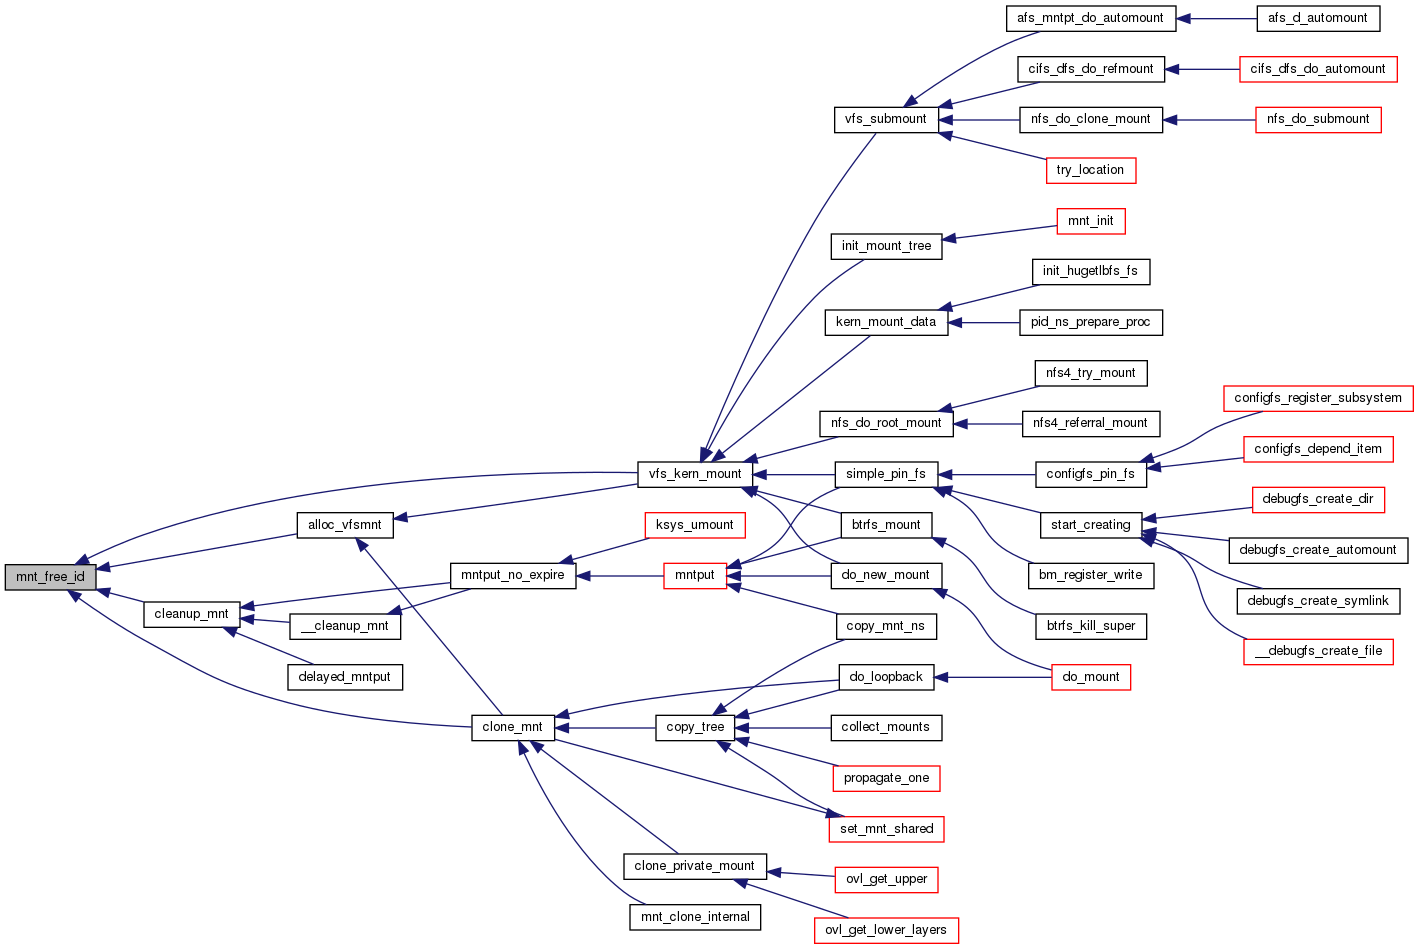 afs_mntpt_do_automount
afs_d_automount
cifs_dfs_do_refmount
cifs_dfs_do_automount
vfs_submount
nfs_do_clone_mount
nfs_do_submount
try_location
mnt_init
init_mount_tree
init_hugetlbfs_fs
kern_mount_data
pid_ns_prepare_proc
nfs4_try_mount
configfs_register_subsystem
nfs_do_root_mount
nfs4_referral_mount
configfs_depend_item
vfs_kern_mount
simple_pin_fs
configfs_pin_fs
debugfs_create_dir
alloc_vfsmnt
ksys_umount
btrfs_mount
start_creating
debugfs_create_automount
mnt_free_id
mntput_no_expire
mntput
do_new_mount
bm_register_write
debugfs_create_symlink
cleanup_mnt
__cleanup_mnt
copy_mnt_ns
btrfs_kill_super
__debugfs_create_file
delayed_mntput
do_loopback
do_mount
clone_mnt
copy_tree
collect_mounts
propagate_one
set_mnt_shared
clone_private_mount
ovl_get_upper
mnt_clone_internal
ovl_get_lower_layers